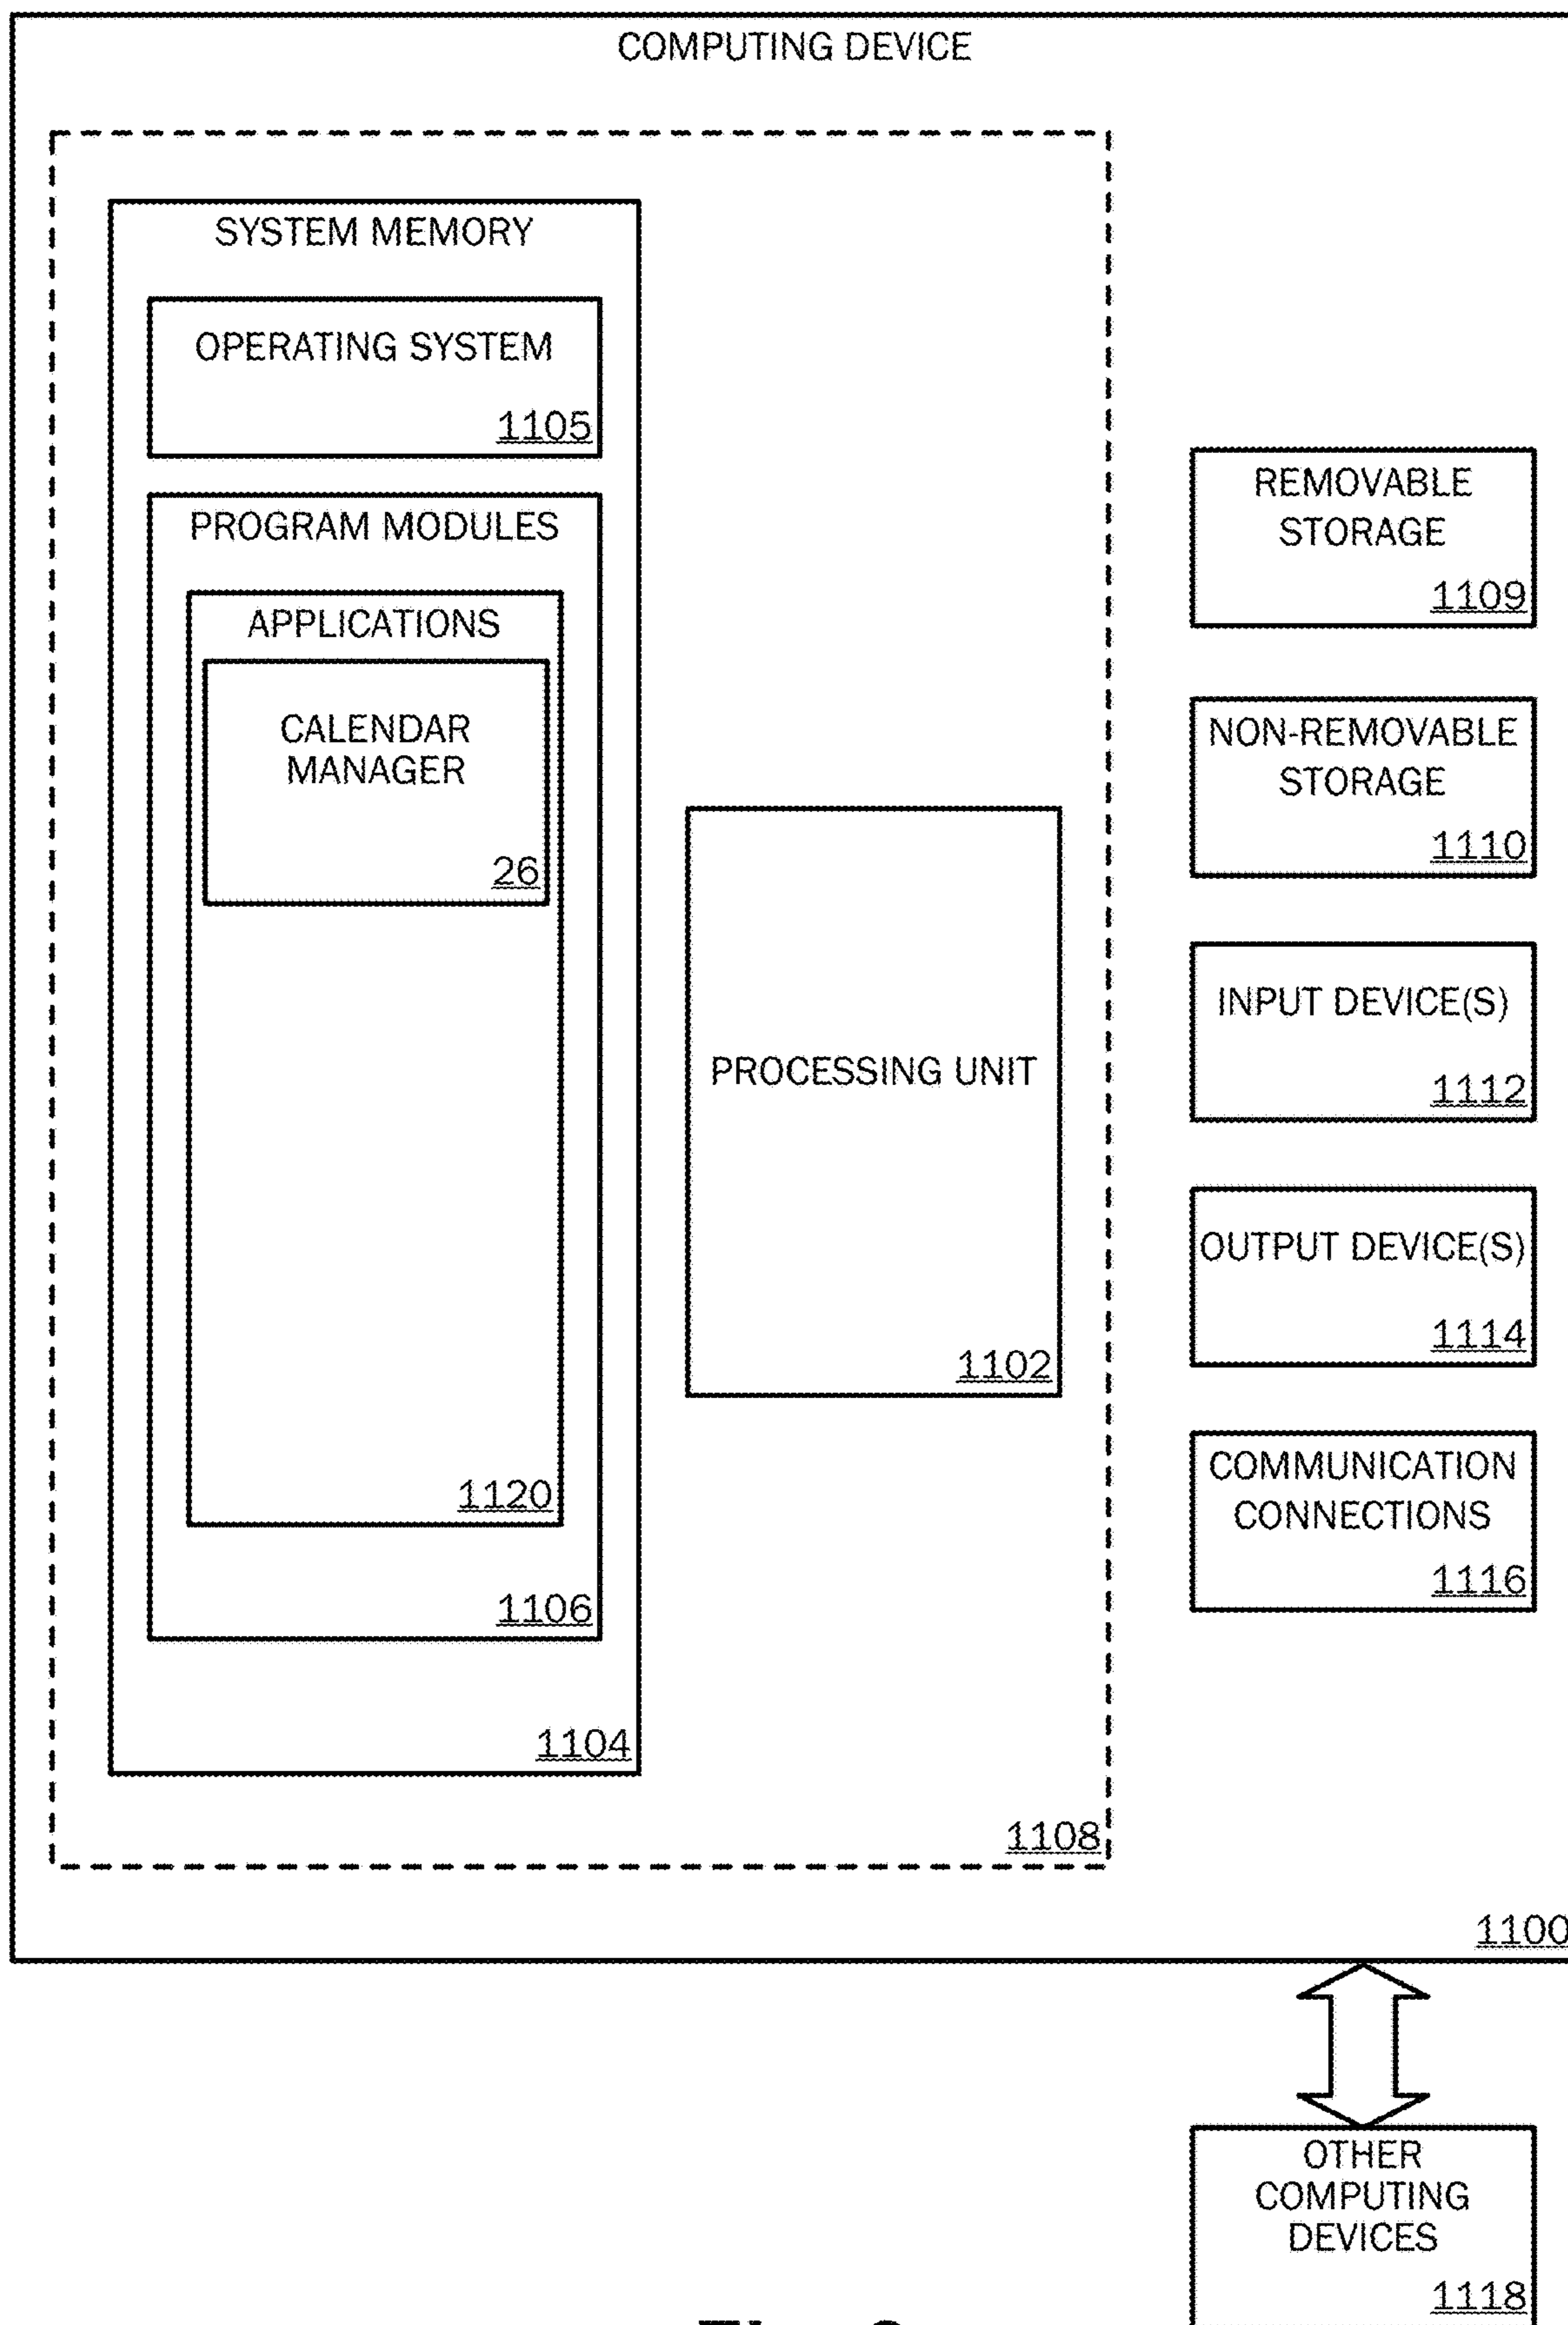 COMPUTING DEVICE
SYSTEM MEMORY
OPERATING SYSTEM
1105
PROGRAM MODULES
APPLICATIONS
CALENDAR
MANAGER
26
1120
1106
1104
PROCESSING UNIT
1102
1108
REMOVABLE
STORAGE
1109
NON-REMOVABLE
STORAGE
1110
INPUT DEVICE(S)
1112
OUTPUT DEVICE(S)
1114
COMMUNICATION
CONNECTIONS
1116
1100
OTHER
COMPUTING
DEVICES
1118